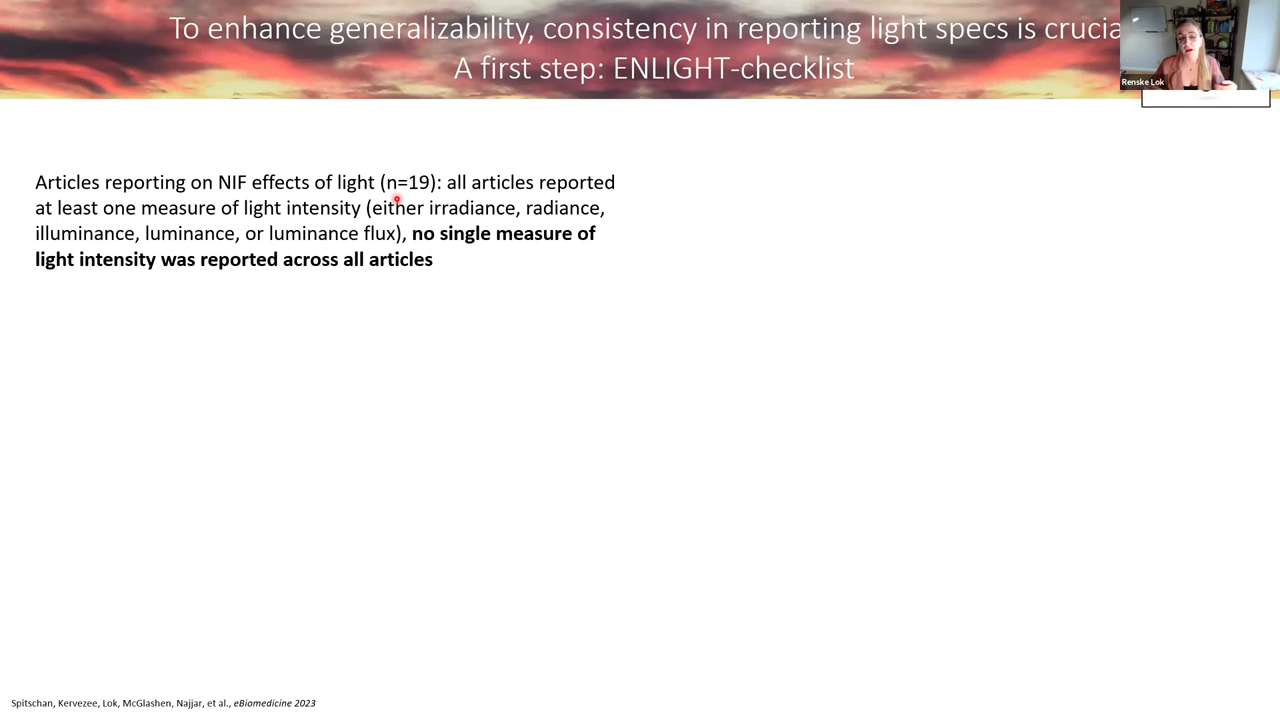 To enhance generalizability, consistency in reporting light specs is crucia
A first step: ENLIGHT-checklist
Renske Lok
Articles reporting on NIF effects of light (n=19): all articles reported
at least one measure of light intensity (either irradiance, radiance,
illuminance, luminance, or luminance flux), no single measure of
light intensity was reported across all articles
Spitschan, Kervezee, Lok, McGlashen, Najjar, et al., eBiomedicine 2023